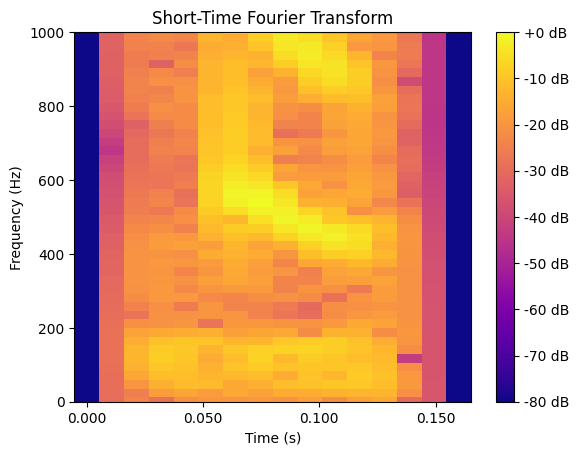 Short-Time Fourier Transform
Frequency (Hz)
1000
800
600
400
200
0
0.000
0.050
0.100
0.150
Time (s)
+0 dB
-10 dB
-20 dB
-30 dB
-40 dB
-50 dB
-60 dB
-70 dB
-80 dB